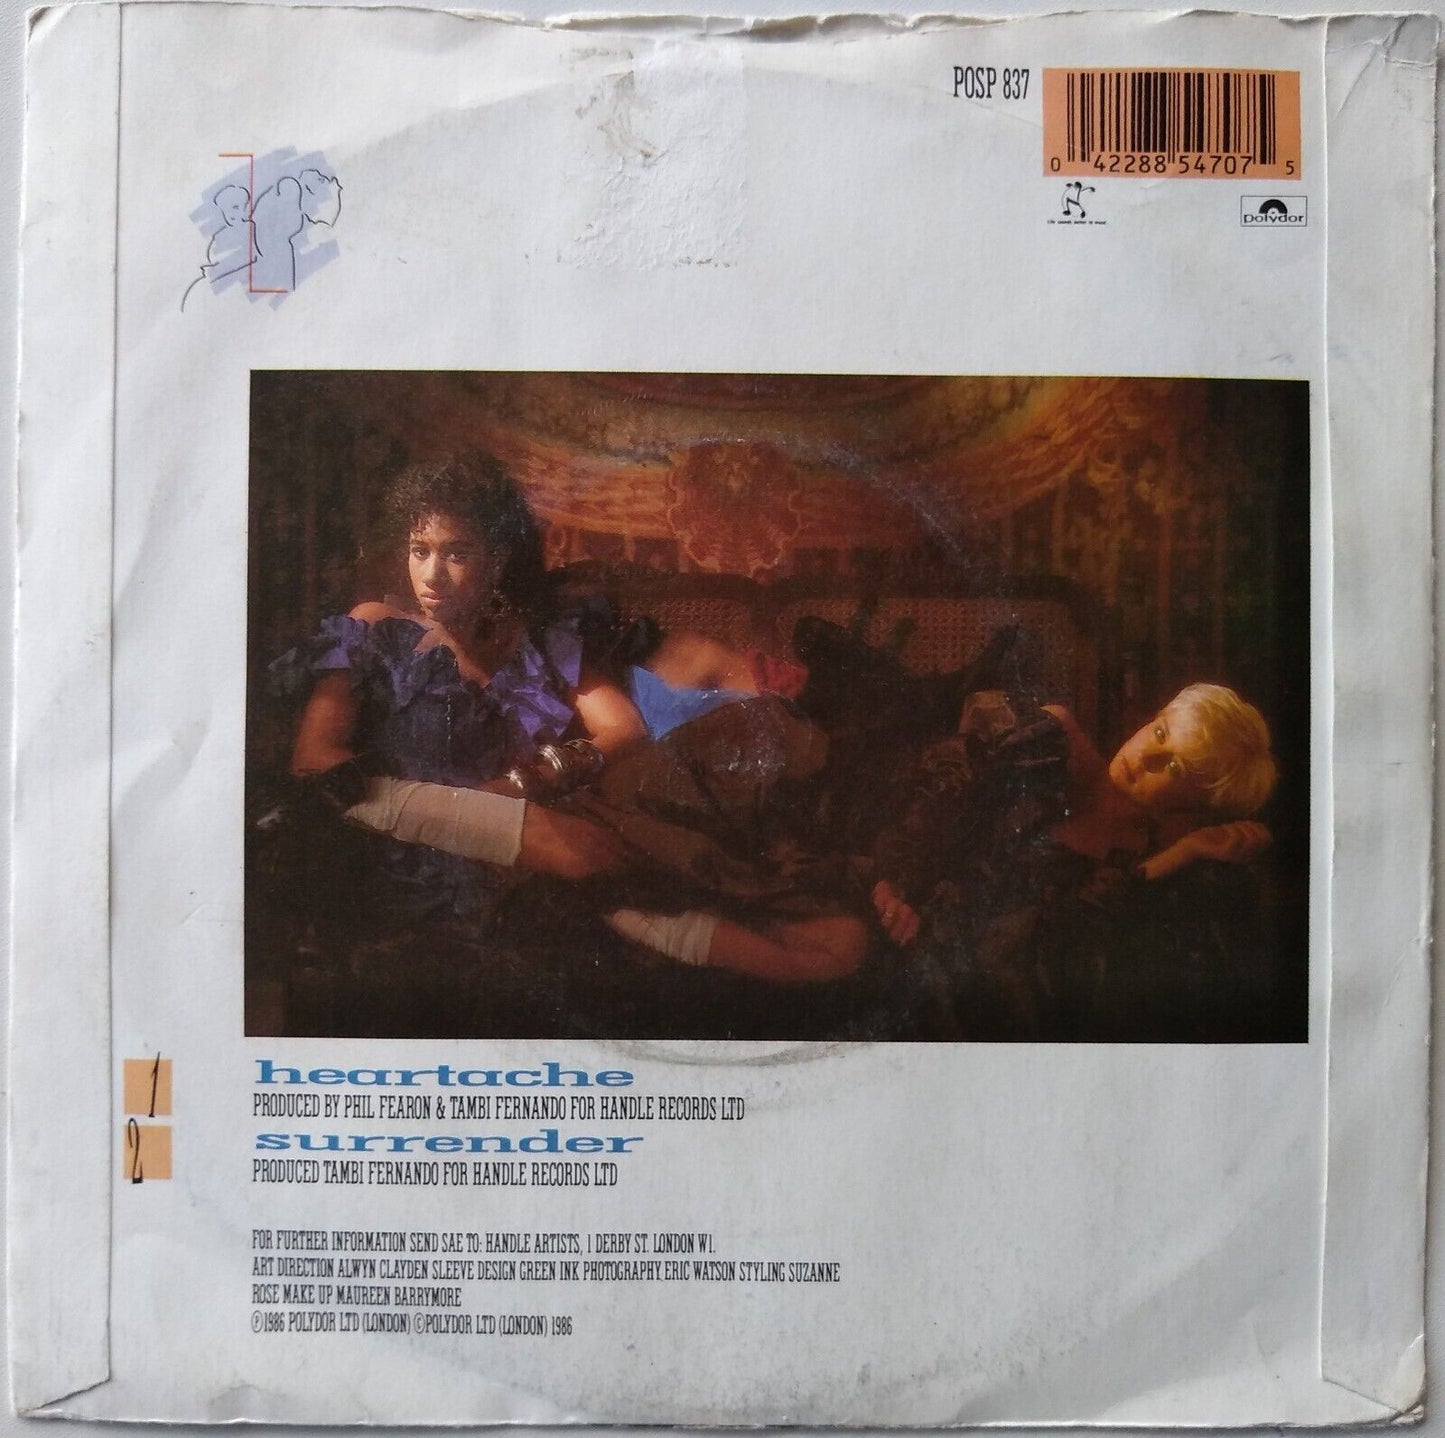 POSP 837
0 42288 54707 5
polydor
1
heartache
PRODUCED BY PHIL FEARON & TAMBI FERNANDO FOR HANDLE RECORDS LTD
2
surrender
PRODUCED TAMBI FERNANDO FOR HANDLE RECORDS LTD
FOR FURTHER INFORMATION SEND SAE TO: HANDLE ARTISTS, 1 DERBY ST. LONDON W1.
ART DIRECTION ALWYN CLAYDEN SLEEVE DESIGN GREEN INK PHOTOGRAPHY ERIC WATSON STYLING SUZANNE
ROSE MAKE UP MAUREEN BARRYMORE
Ⓟ1986 POLYDOR LTD (LONDON) ©POLYDOR LTD (LONDON) 1986